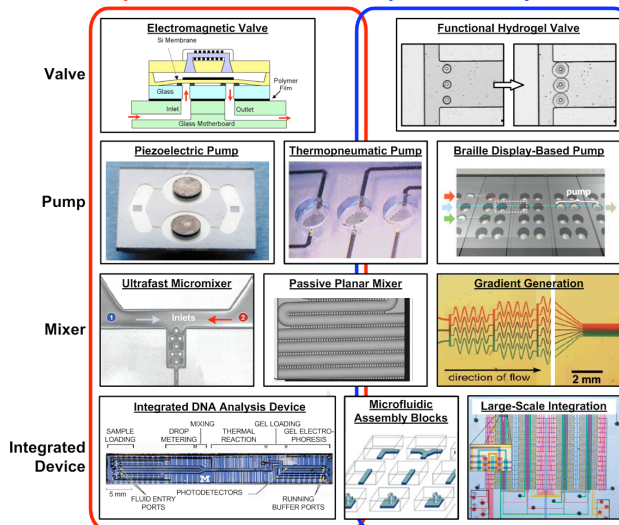 Electromagnetic Valve
Si Membrane
Glass
Polymer
Film
Inlet
Outlet
Glass Motherboard
Functional Hydrogel Valve
Valve
Piezoelectric Pump
Thermopneumatic Pump
Braille Display-Based Pump
pump
Pump
Ultrafast Micromixer
1
Inlets
2
Passive Planar Mixer
Gradient Generation
direction of flow
2 mm
Mixer
Integrated DNA Analysis Device
SAMPLE
LOADING
DROP
METERING
MIXING
THERMAL
REACTION
GEL LOADING
GEL ELECTRO-
PHORESIS
M
5 mm
FLUID ENTRY
PORTS
PHOTODETECTORS
RUNNING
BUFFER PORTS
Microfluidic
Assembly Blocks
Large-Scale Integration
Integrated
Device